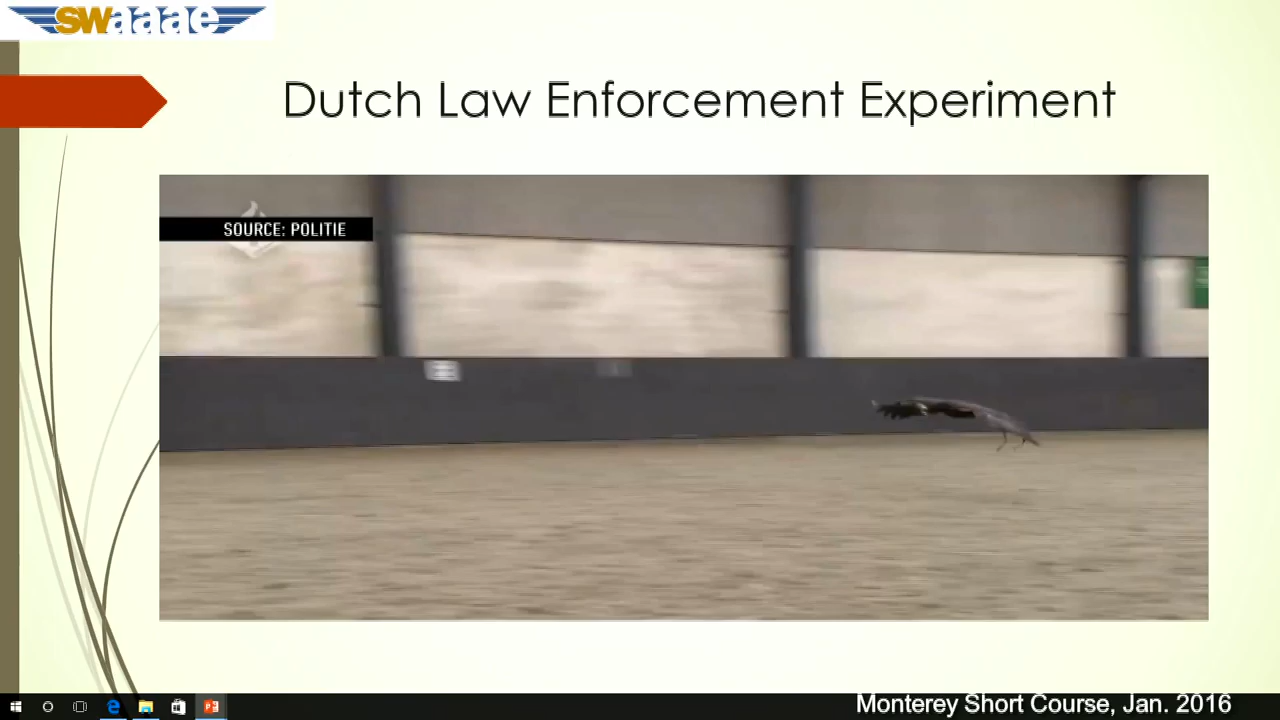 swaaae
Dutch Law Enforcement Experiment
SOURCE: POLITIE
Monterey Short Course, Jan. 2016